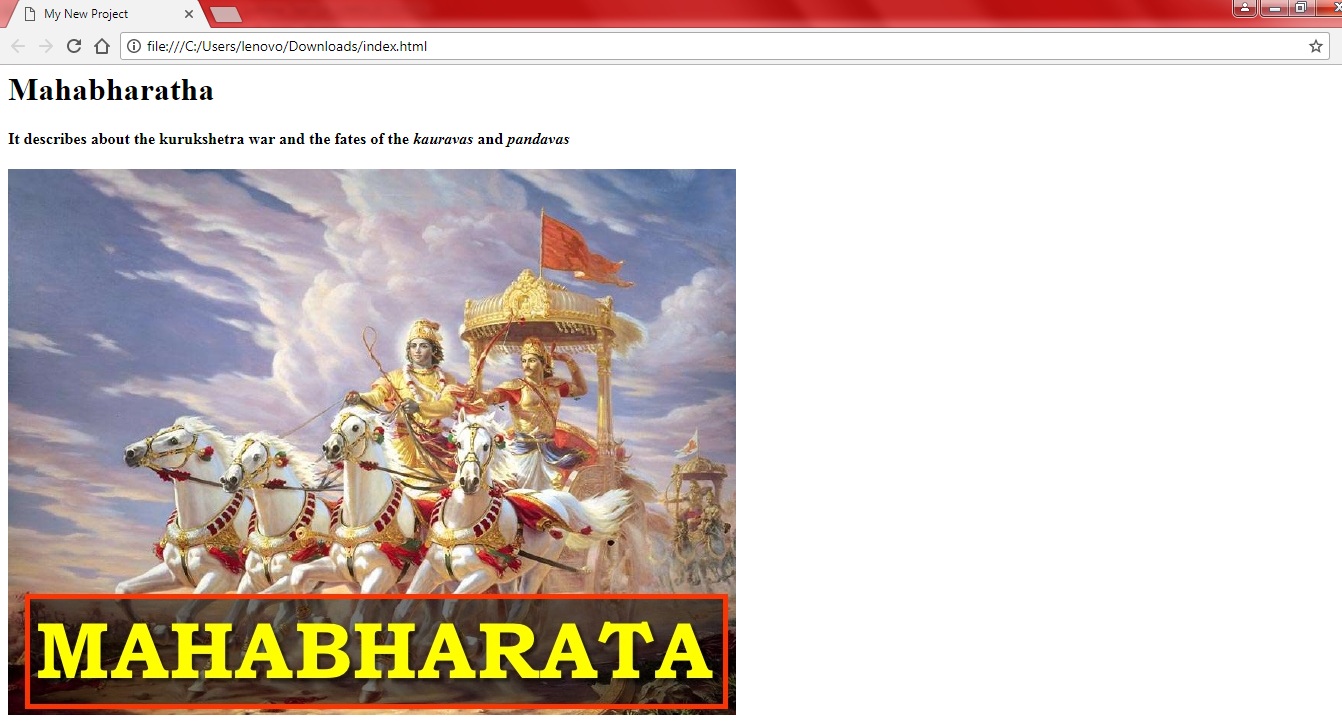 My New Project
file:///C:/Users/lenovo/Downloads/index.html
Mahabharatha
It describes about the kurukshetra war and the fates of the kauravas and pandavas
MAHABHARATA